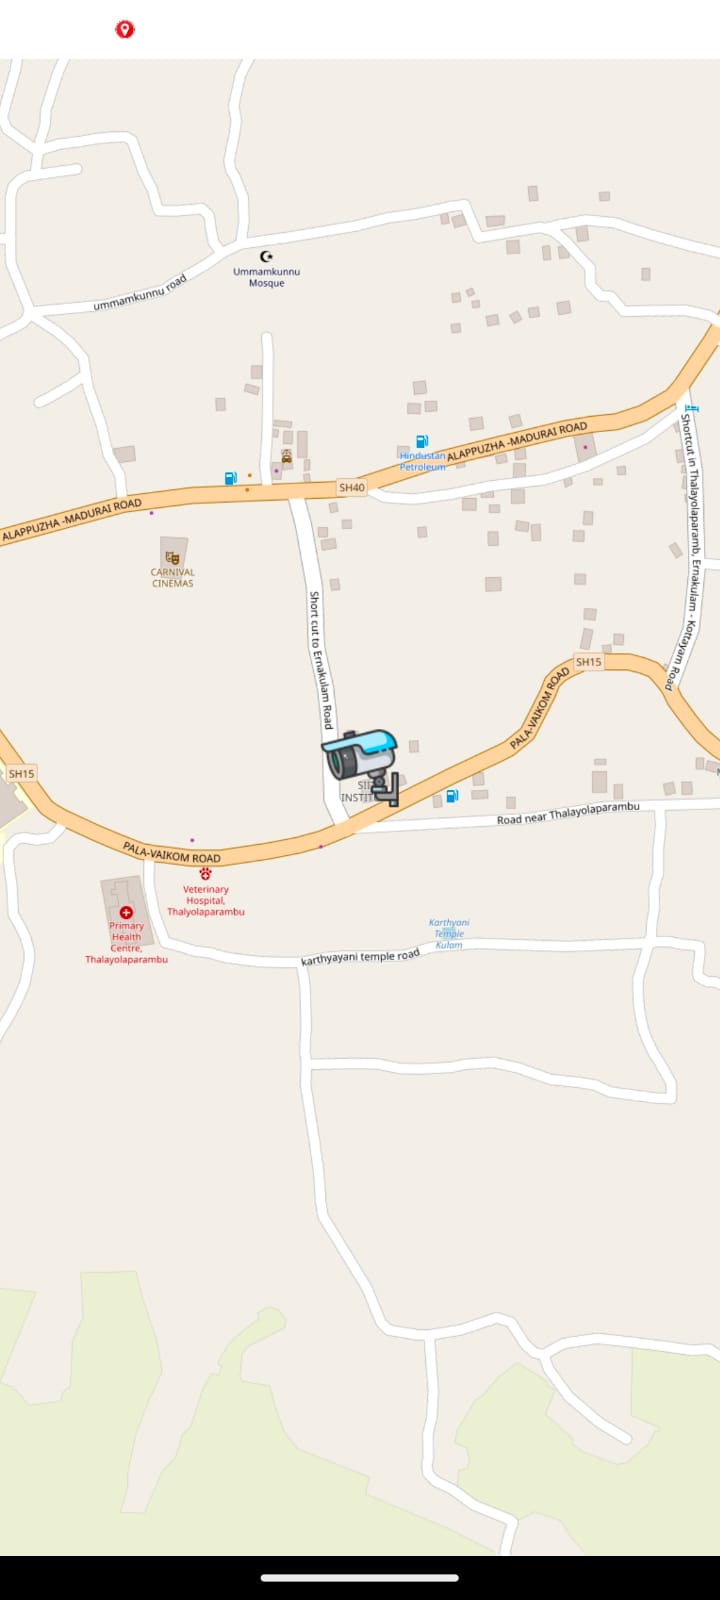 Ummamkunnu
Mosque
ummamkunnu road
Hindustan
Petroleum
ALAPPUZHA -MADURAI ROAD
SH40
ALAPPUZHA -MADURAI ROAD
CARNIVAL
CINEMAS
Shortcut in Thalayolaparamb, Ernakulam - Kottayam Road
Short cut to Ernakulam Road
SH15
PALA-VAIKOM ROAD
SH15
Road near Thalayolaparambu
PALA-VAIKOM ROAD
Veterinary
Hospital,
Thalyolaparambu
Primary
Health
Centre,
Thalayolaparambu
Karthyani
Temple
Kulam
karthyayani temple road